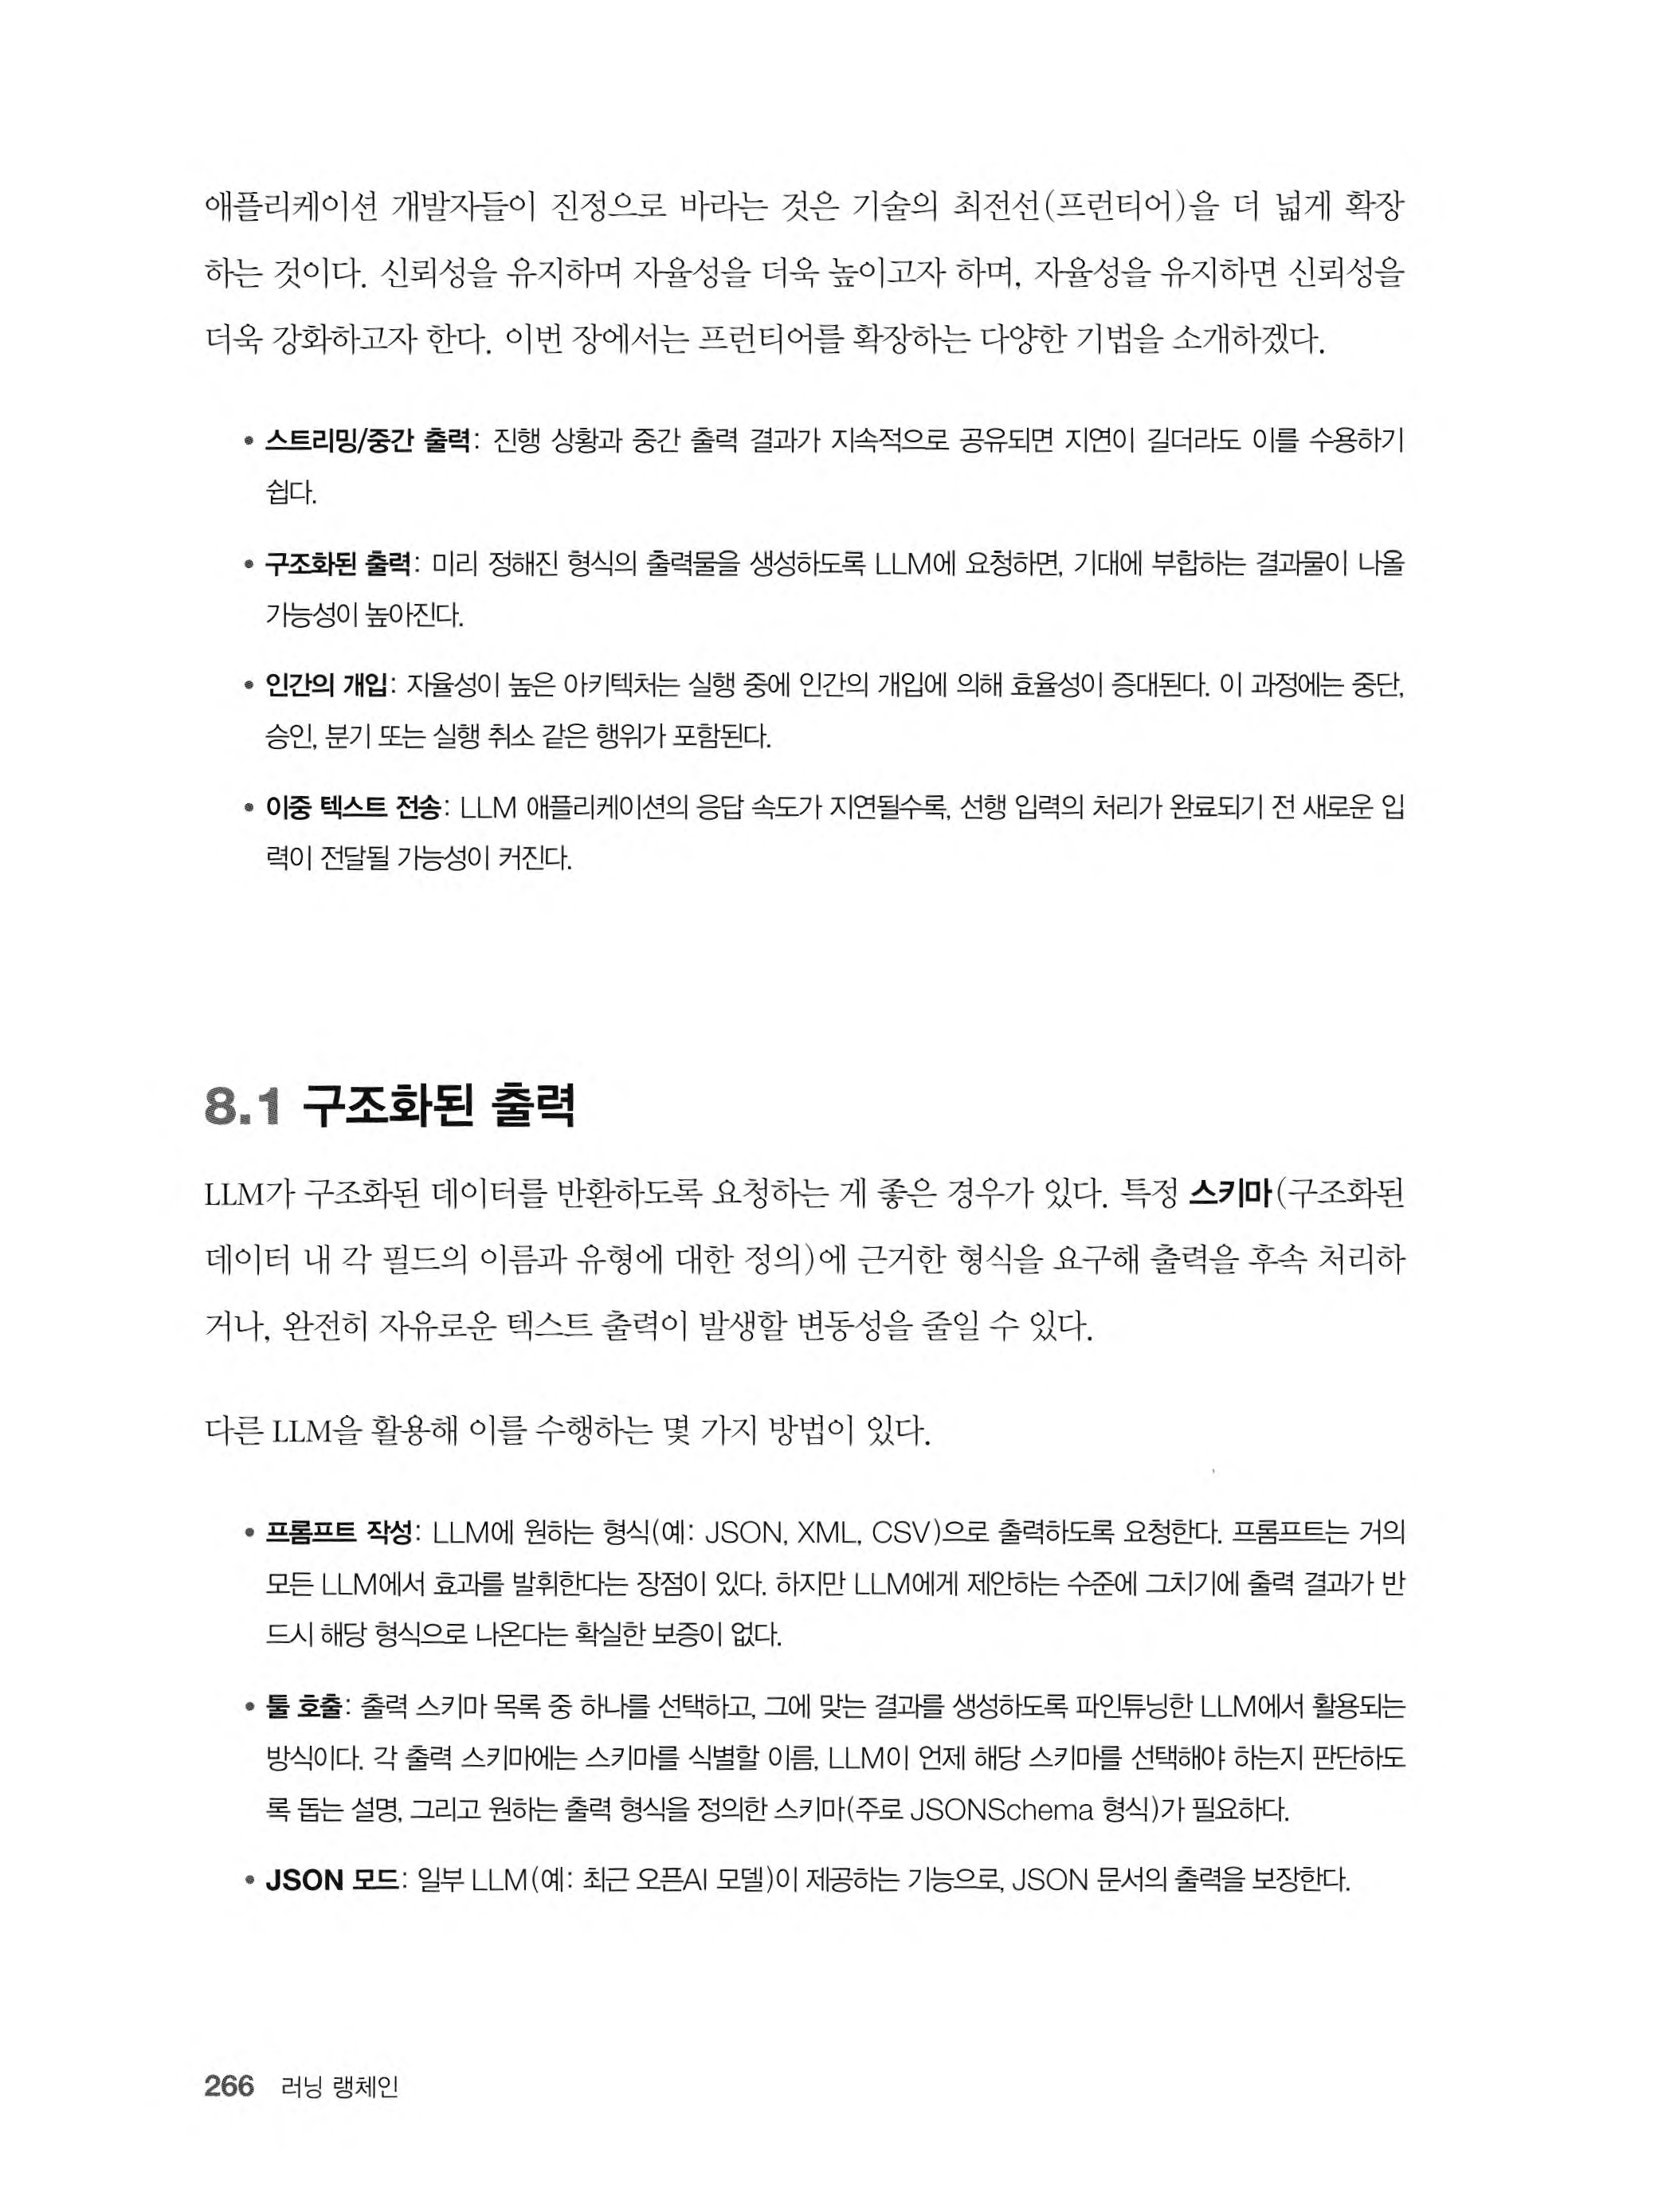 애플리케이션 개발자들이 진정으로 바라는 것은 기술의 최전선(프런티어)을 더 넓게 확장
하는 것이다. 신뢰성을 유지하며 자율성을 더욱 높이고자 하며, 자율성을 유지하면 신뢰성을
더욱 강화하고자 한다. 이번 장에서는 프런티어를 확장하는 다양한 기법을 소개하겠다.
• 스트리밍/중간 출력: 진행 상황과 중간 출력 결과가 지속적으로 공유되면 지연이 길더라도 이를 수용하기
쉽다.
• 구조화된 출력: 미리 정해진 형식의 출력물을 생성하도록 LLM에 요청하면, 기대에 부합하는 결과물이 나올
가능성이 높아진다.
• 인간의 개입: 자율성이 높은 아키텍처는 실행 중에 인간의 개입에 의해 효율성이 증대된다. 이 과정에는 중단,
승인, 분기 또는 실행 취소 같은 행위가 포함된다.
• 이중 텍스트 전송: LLM 애플리케이션의 응답 속도가 지연될수록, 선행 입력의 처리가 완료되기 전 새로운 입
력이 전달될 가능성이 커진다.
8.1 구조화된 출력
LLM가 구조화된 데이터를 반환하도록 요청하는 게 좋은 경우가 있다. 특정 스키마(구조화된
데이터 내 각 필드의 이름과 유형에 대한 정의)에 근거한 형식을 요구해 출력을 후속 처리하
거나, 완전히 자유로운 텍스트 출력이 발생할 변동성을 줄일 수 있다.
다른 LLM을 활용해 이를 수행하는 몇 가지 방법이 있다.
• 프롬프트 작성: LLM에 원하는 형식(예: JSON, XML, CSV)으로 출력하도록 요청한다. 프롬프트는 거의
모든 LLM에서 효과를 발휘한다는 장점이 있다. 하지만 LLM에게 제안하는 수준에 그치기에 출력 결과가 반
드시 해당 형식으로 나온다는 확실한 보증이 없다.
• 툴 호출: 출력 스키마 목록 중 하나를 선택하고, 그에 맞는 결과를 생성하도록 파인튜닝한 LLM에서 활용되는
방식이다. 각 출력 스키마에는 스키마를 식별할 이름, LLM이 언제 해당 스키마를 선택해야 하는지 판단하도
록 돕는 설명, 그리고 원하는 출력 형식을 정의한 스키마(주로 JSONSchema 형식)가 필요하다.
• JSON 모드: 일부 LLM(예: 최근 오픈AI 모델)이 제공하는 기능으로, JSON 문서의 출력을 보장한다.
266 러닝 랭체인